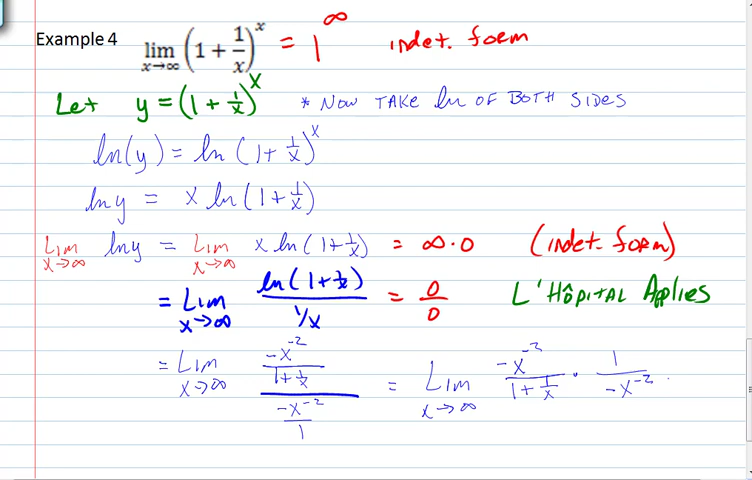 Example 4 lim x→∞ (1 + 1/x)^x = 1^∞ indet. form
Let y = (1 + 1/x)^x * Now TAKE ln OF BOTH SIDES
ln(y) = ln (1 + 1/x)^x
ln y = x ln (1 + 1/x)
Lim x→∞ ln y = Lim x→∞ x ln (1 + 1/x) = ∞ · 0 (indet. form)
= Lim x→∞ ln (1 + 1/x) / 1/x = 0/0 L'Hôpital Applies
= Lim x→∞ (-x^-2 / (1 + 1/x)) / (-x^-2 / 1) = Lim x→∞ -x^-2 / (1 + 1/x) · 1 / -x^-2